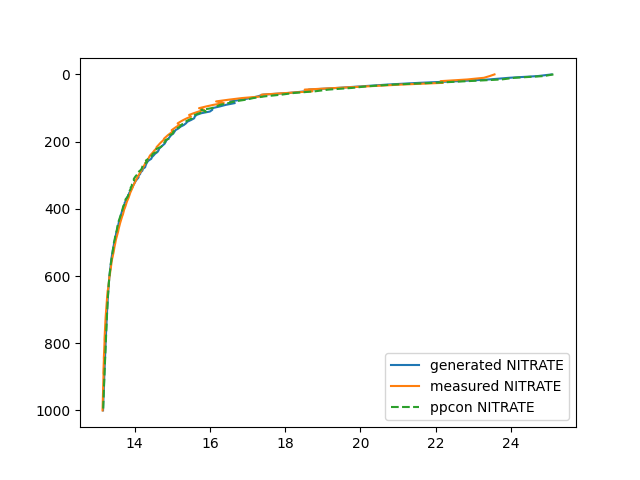 0
200
400
600
800
1000
14 16 18 20 22 24
generated NITRATE
measured NITRATE
ppcon NITRATE